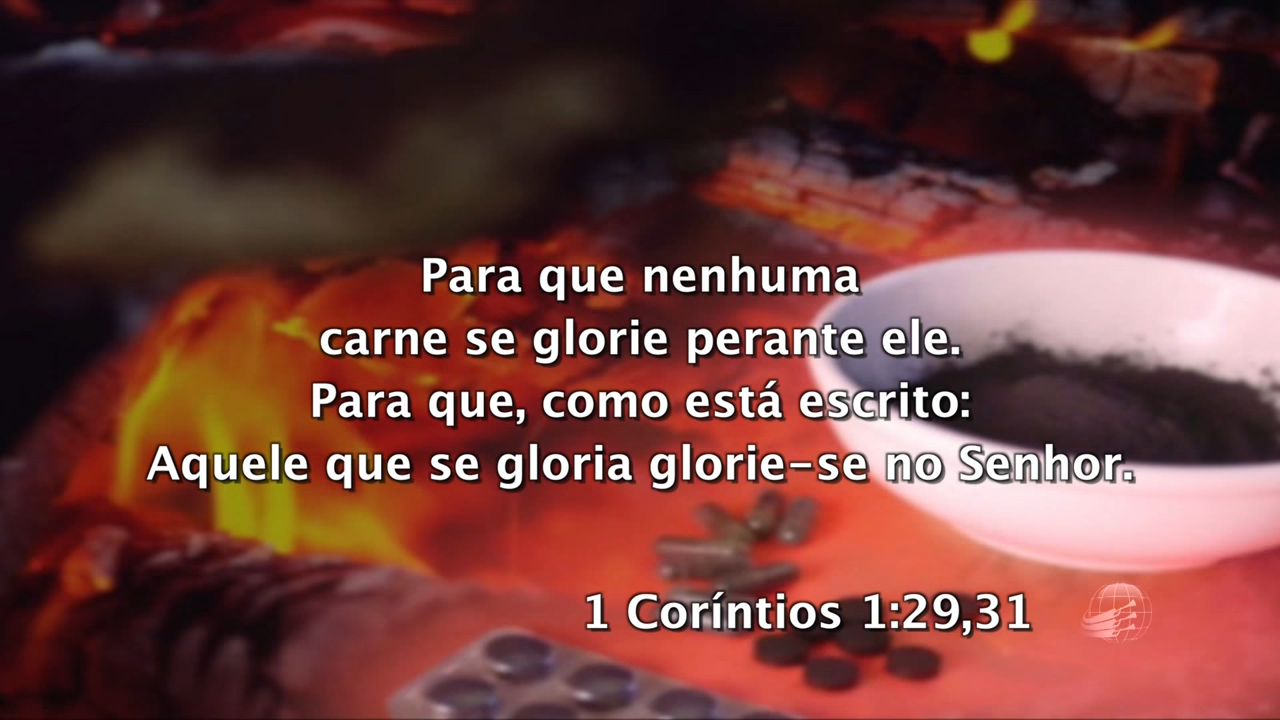 Para que nenhuma
carne se glorie perante ele.
Para que, como está escrito:
Aquele que se gloria glorie-se no Senhor.
1 Coríntios 1:29,31